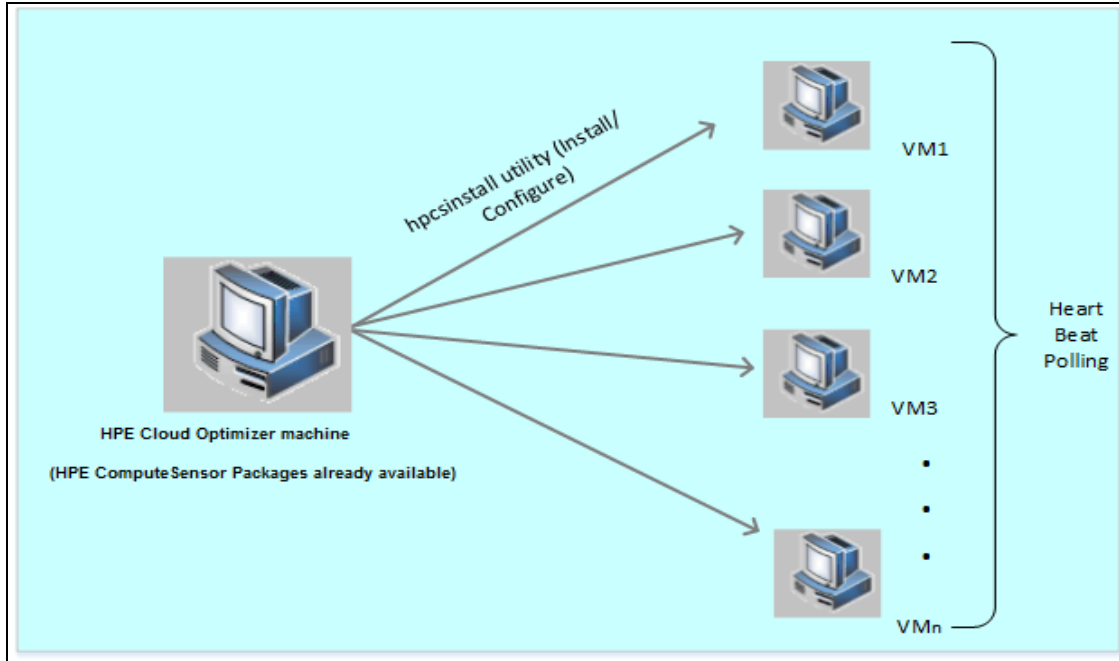 hpcsinstall utility (Install/
Configure)
VM1
VM2
VM3
VMn
Heart
Beat
Polling
HPE Cloud Optimizer machine
(HPE ComputeSensor Packages already available)